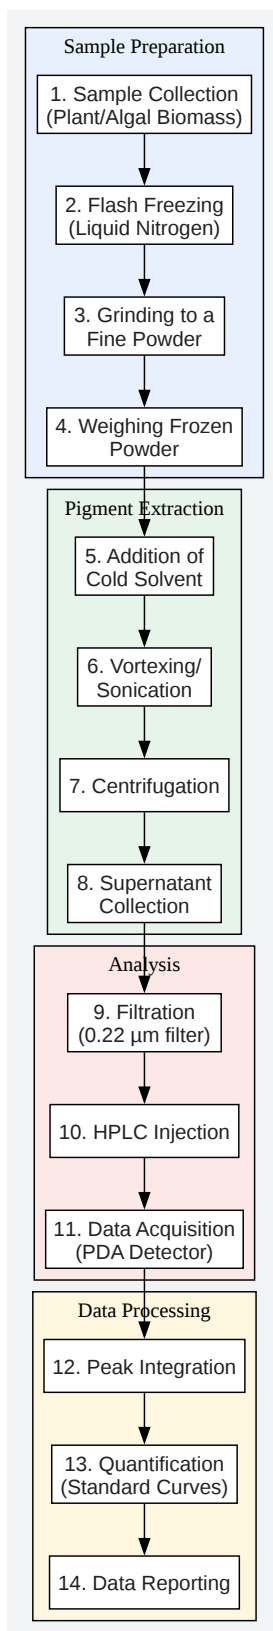 Sample Preparation
1. Sample Collection
(Plant/Algal Biomass)
2. Flash Freezing
(Liquid Nitrogen)
3. Grinding to a
Fine Powder
4. Weighing Frozen
Powder
Pigment Extraction
5. Addition of
Cold Solvent
6. Vortexing/
Sonication
7. Centrifugation
8. Supernatant
Collection
Analysis
9. Filtration
(0.22 µm filter)
10. HPLC Injection
11. Data Acquisition
(PDA Detector)
Data Processing
12. Peak Integration
13. Quantification
(Standard Curves)
14. Data Reporting